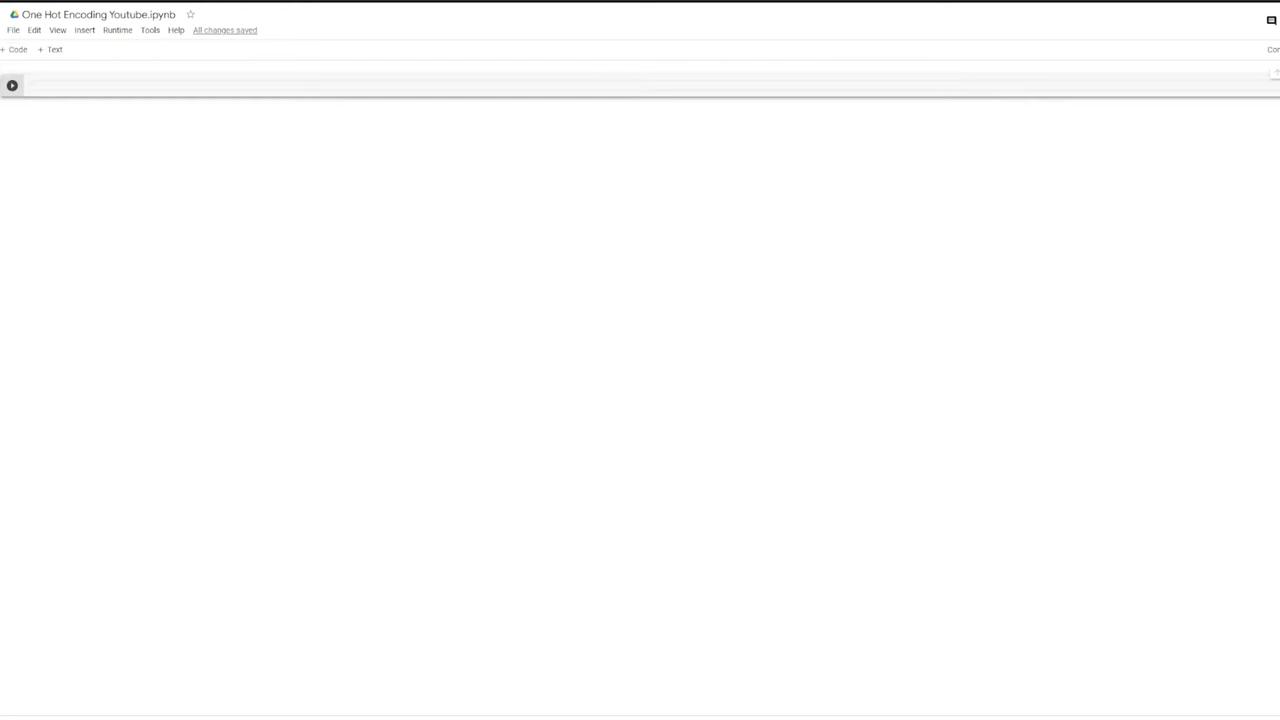 One Hot Encoding Youtube.ipynb
File Edit View Insert Runtime Tools Help All changes saved
+ Code + Text